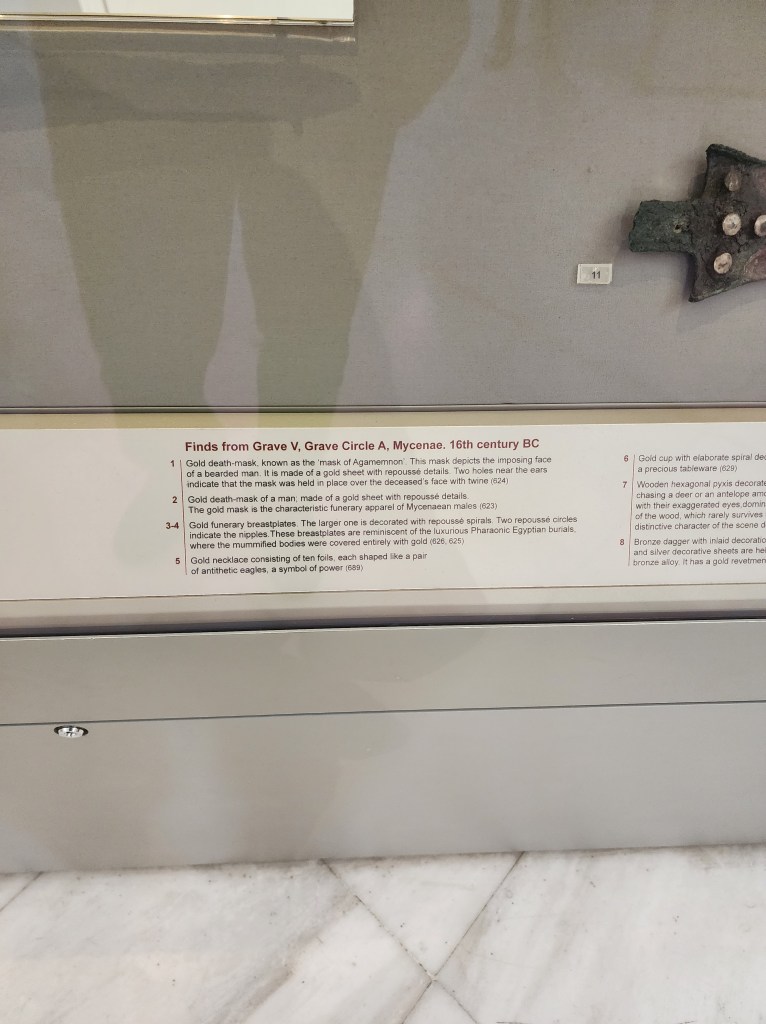 11
Finds from Grave V, Grave Circle A, Mycenae. 16th century BC
1 Gold death-mask, known as the 'mask of Agamemnon'. This mask depicts the imposing face
of a bearded man. It is made of a gold sheet with repoussé details. Two holes near the ears
indicate that the mask was held in place over the deceased's face with twine (624)
2 Gold death-mask of a man; made of a gold sheet with repoussé details.
The gold mask is the characteristic funerary apparel of Mycenaean males (623)
3-4 Gold funerary breastplates. The larger one is decorated with repoussé spirals. Two repoussé circles
indicate the nipples.These breastplates are reminiscent of the luxurious Pharaonic Egyptian burials,
where the mummified bodies were covered entirely with gold (626, 625)
5 Gold necklace consisting of ten foils, each shaped like a pair
of antithetic eagles, a symbol of power (689)
6 Gold cup with elaborate spiral dec
a precious tableware (629)
7 Wooden hexagonal pyxis decorate
chasing a deer or an antelope amo
with their exaggerated eyes,domin
of the wood, which rarely survives
distinctive character of the scene d
8 Bronze dagger with inlaid decoratio
and silver decorative sheets are hel
bronze alloy. It has a gold revetmen